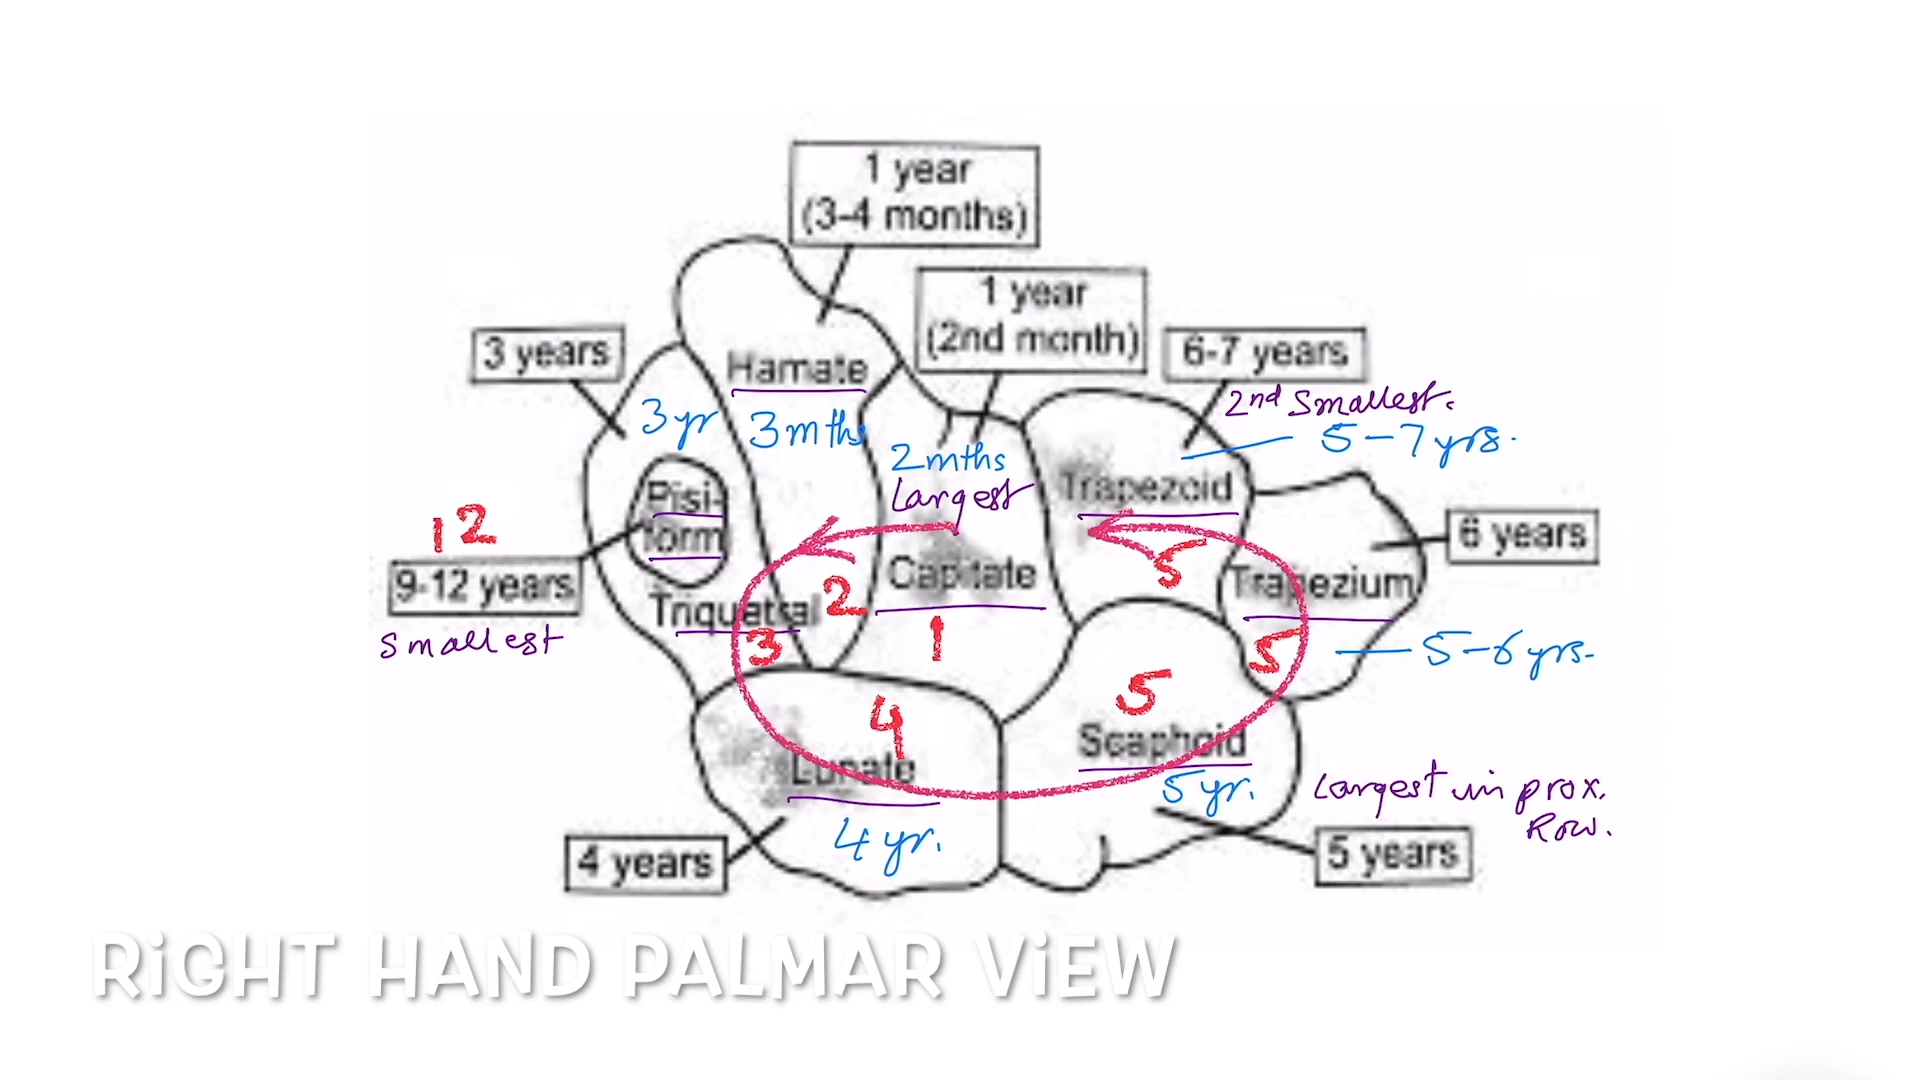 1 year
(3-4 months)
1 year
(2nd month)
3 years
6-7 years
2nd Smallest.
Hamate
3 yr
3 mths
5-7 yrs.
2 mths
Largest
Pisi-
form
Trapezoid
12
9-12 years
smallest
6 years
5
Capitate
Trapezium
Triquetral
2
3
1
5
5-6 yrs.
4
5
Lunate
Scaphoid
5 yr.
Largest in prox.
Row.
4 yr.
4 years
5 years
RIGHT HAND PALMAR VIEW